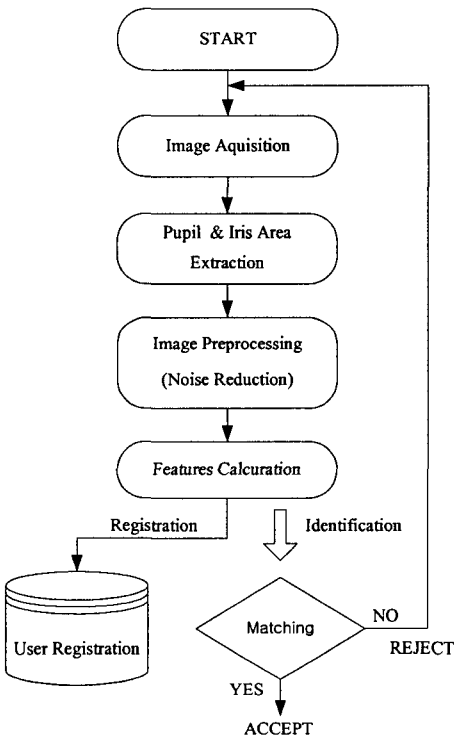 START
Image Aquisition
Pupil & Iris Area
Extraction
Image Preprocessing
(Noise Reduction)
Features Calcuration
Registration
Identification
User Registration
Matching
NO
REJECT
YES
ACCEPT